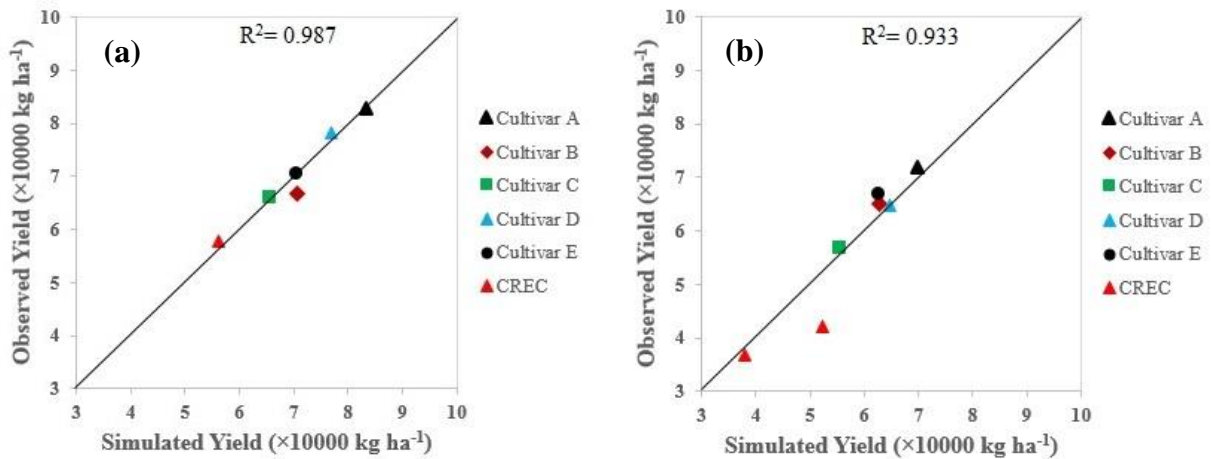 (a)
R²= 0.987
Observed Yield (×10000 kg ha⁻¹)
10
9
8
7
6
5
4
3
3 4 5 6 7 8 9 10
Simulated Yield (×10000 kg ha⁻¹)
Cultivar A
Cultivar B
Cultivar C
Cultivar D
Cultivar E
CREC
(b)
R²= 0.933
Observed Yield (×10000 kg ha⁻¹)
10
9
8
7
6
5
4
3
3 4 5 6 7 8 9 10
Simulated Yield (×10000 kg ha⁻¹)
Cultivar A
Cultivar B
Cultivar C
Cultivar D
Cultivar E
CREC